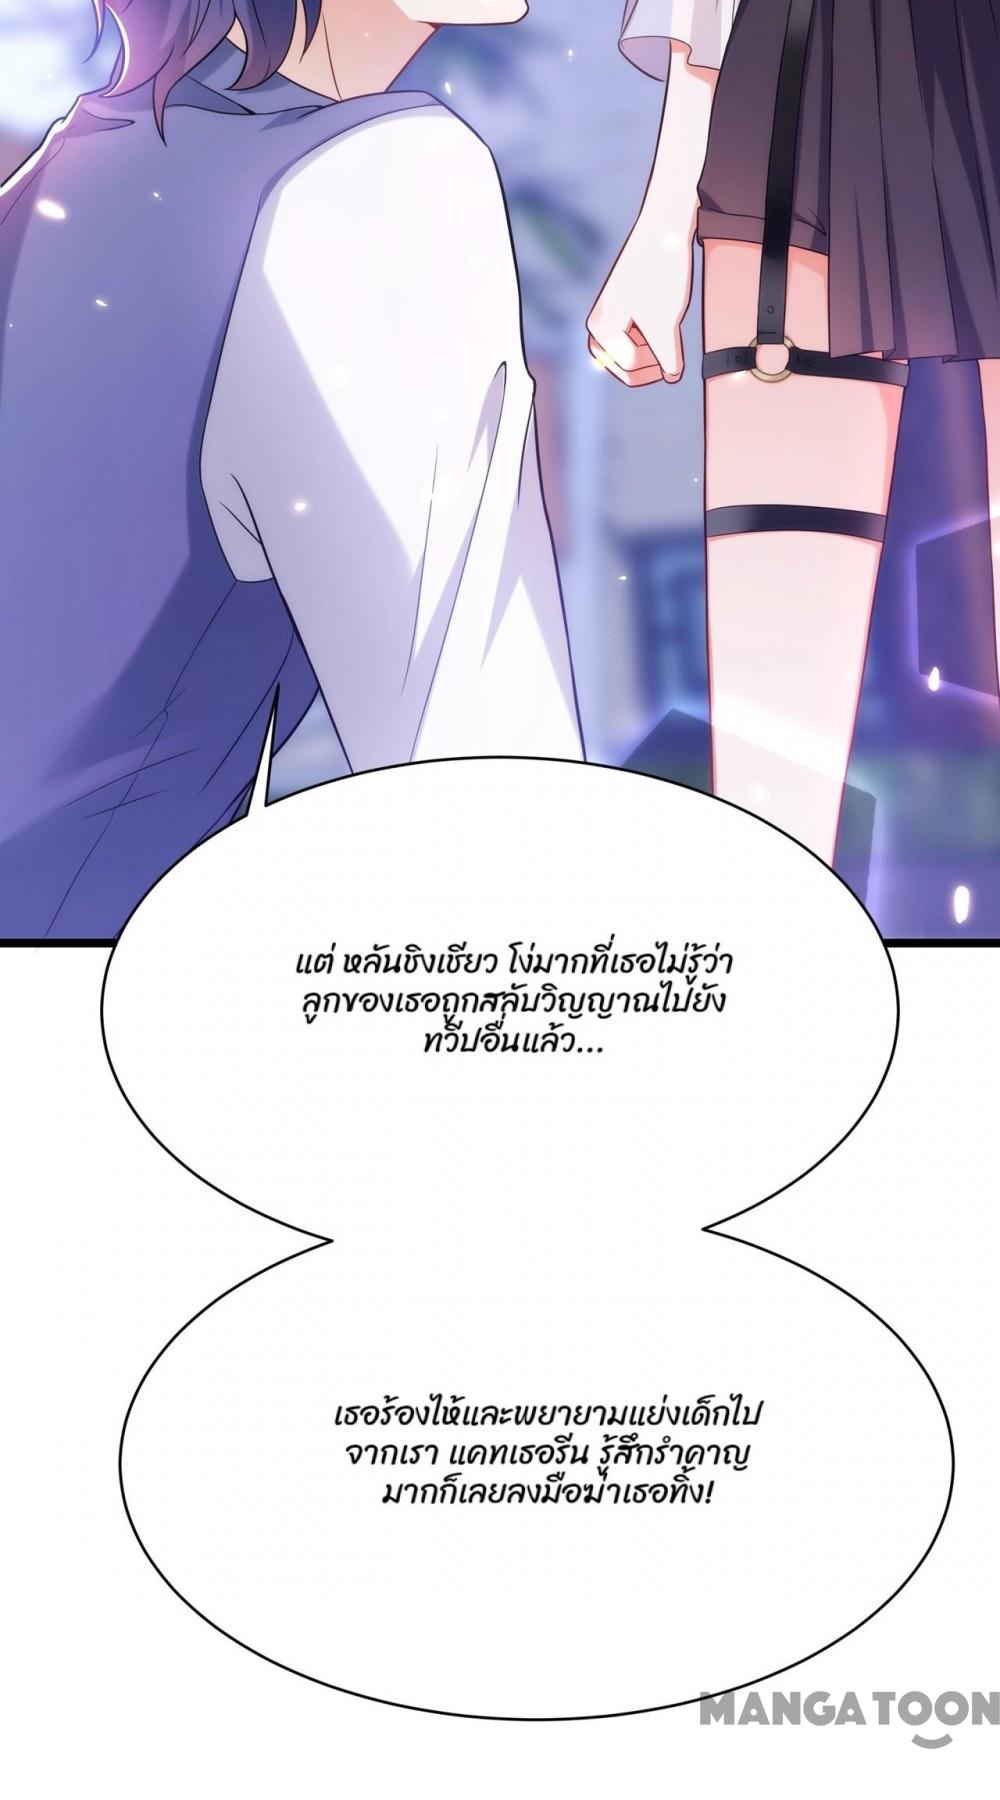 แต่ หลันชิงเชียว โง่มากที่เธอไม่รู้ว่า
ลูกของเธอถูกสลับวิญญาณไปยัง
ทวีปอื่นแล้ว...
เธอร้องไห้และพยายามแย่งเด็กไป
จากเรา แคทเธอรีน รู้สึกรำคาญ
มากก็เลยลงมือฆ่าเธอทิ้ง!
MANGATOON